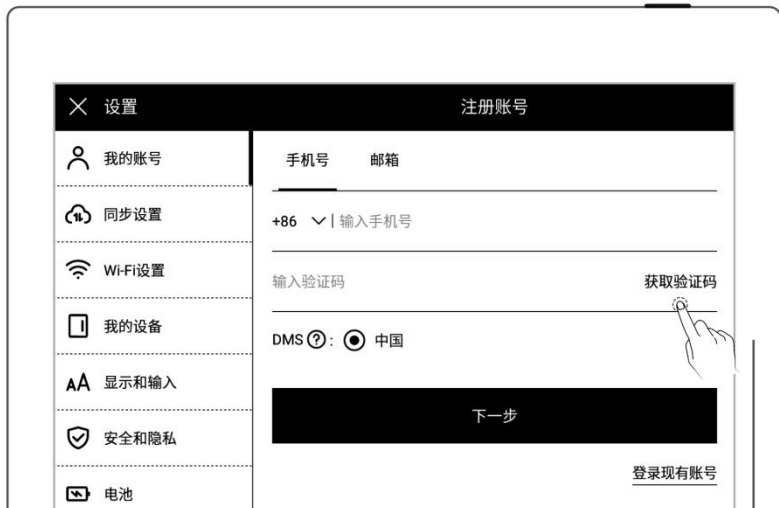 设置
注册账号
我的账号
同步设置
Wi-Fi设置
我的设备
显示和输入
安全和隐私
电池
手机号 邮箱
+86 输入手机号
输入验证码 获取验证码
DMS?: 中国
下一步
登录现有账号